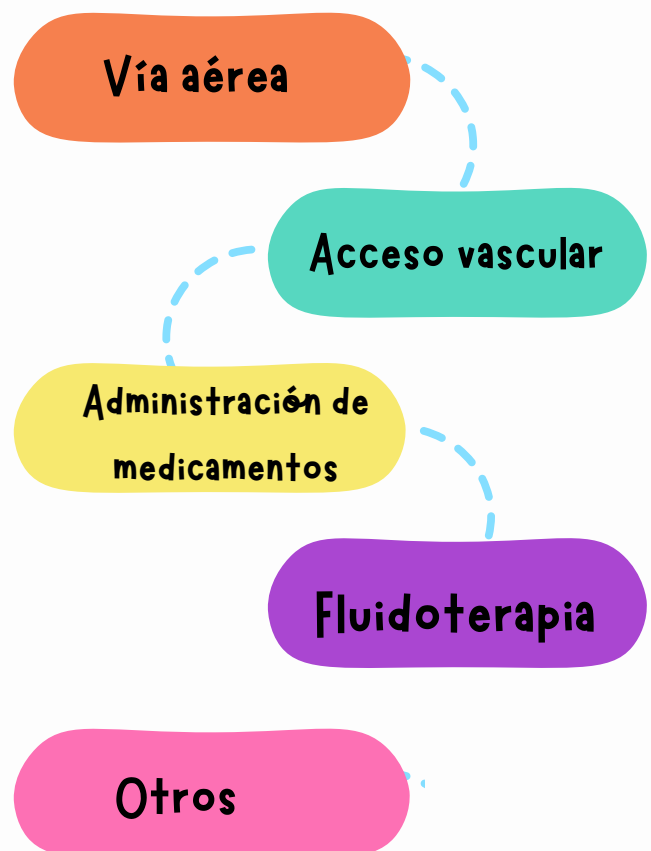 Vía aérea
Acceso vascular
Administración de
medicamentos
Fluidoterapia
Otros